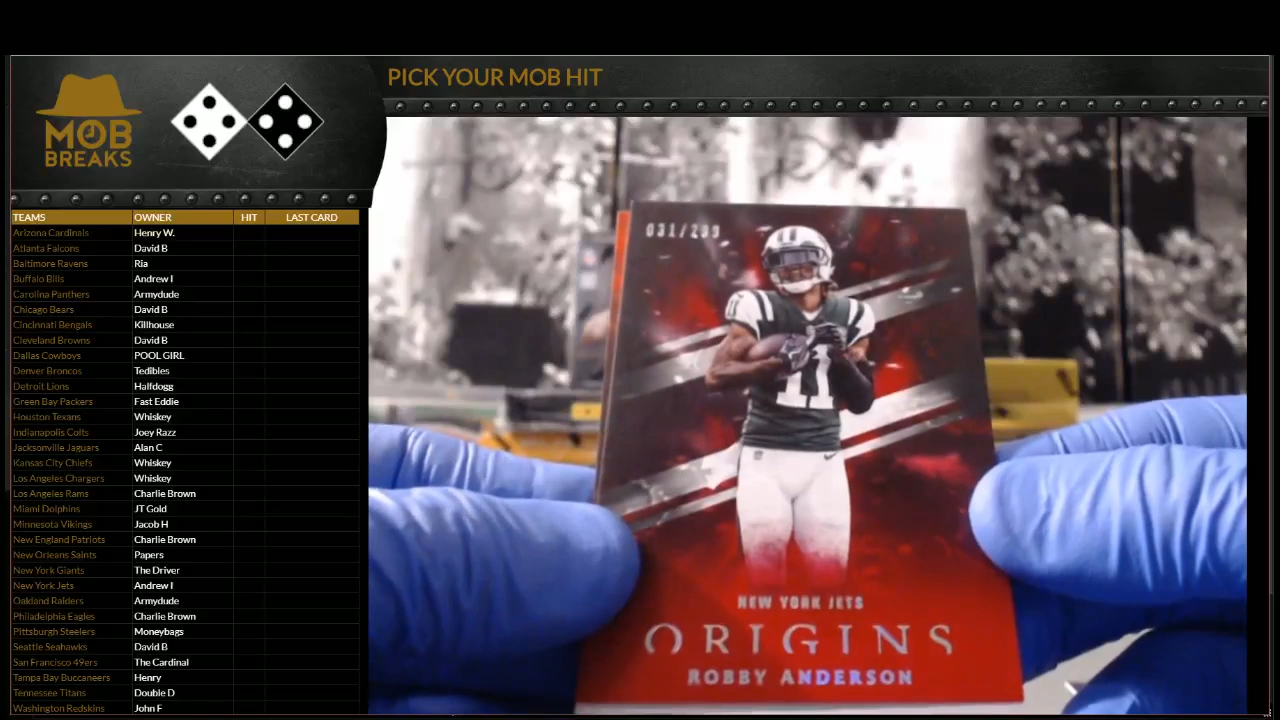 PICK YOUR MOB HIT
MOB
BREAKS
TEAMS OWNER HIT LAST CARD
Arizona Cardinals Henry W.
Atlanta Falcons David B
Baltimore Ravens Ria
Buffalo Bills Andrew I
Carolina Panthers Armydude
Chicago Bears David B
Cincinnati Bengals Killhouse
Cleveland Browns David B
Dallas Cowboys POOL GIRL
Denver Broncos Tedibles
Detroit Lions Halfdogg
Green Bay Packers Fast Eddie
Houston Texans Whiskey
Indianapolis Colts Joey Razz
Jacksonville Jaguars Alan C
Kansas City Chiefs Whiskey
Los Angeles Chargers Whiskey
Los Angeles Rams Charlie Brown
Miami Dolphins JT Gold
Minnesota Vikings Jacob H
New England Patriots Charlie Brown
New Orleans Saints Papers
New York Giants The Driver
New York Jets Andrew I
Oakland Raiders Armydude
Philadelphia Eagles Charlie Brown
Pittsburgh Steelers Moneybags
Seattle Seahawks David B
San Francisco 49ers The Cardinal
Tampa Bay Buccaneers Henry
Tennessee Titans Double D
Washington Redskins John F
031/299
11
11
NEW YORK JETS
ORIGINS
ROBBY ANDERSON